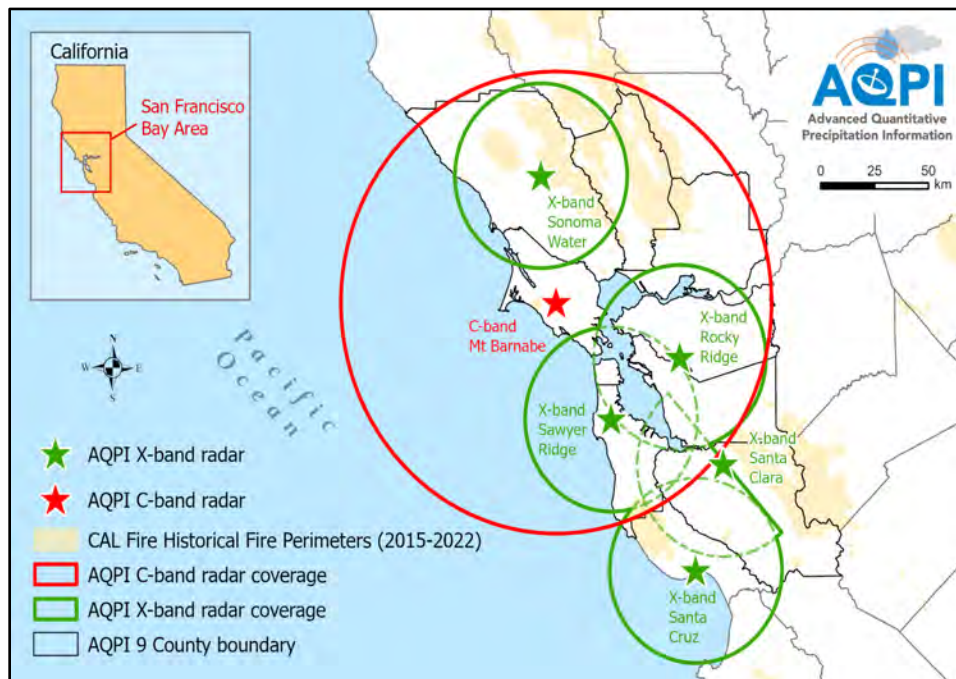 California
San Francisco
Bay Area
AQPI
Advanced Quantitative
Precipitation Information
0 25 50
km
X-band
Sonoma
Water
C-band
Mt Barnabe
X-band
Rocky
Ridge
X-band
Sawyer
Ridge
X-band
Santa
Clara
X-band
Santa
Cruz
N
W E
S
Pacific
Ocean
AQPI X-band radar
AQPI C-band radar
CAL Fire Historical Fire Perimeters (2015-2022)
AQPI C-band radar coverage
AQPI X-band radar coverage
AQPI 9 County boundary